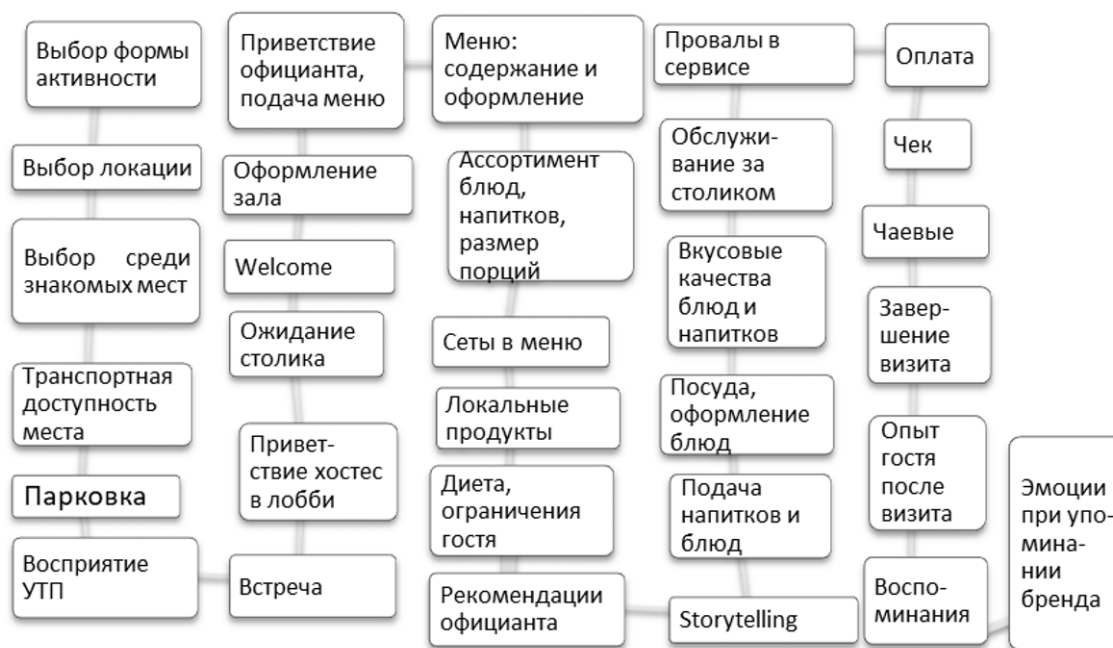 Выбор формы
активности
Выбор локации
Выбор среди
знакомых мест
Транспортная
доступность
места
Парковка
Восприятие
УТП
Встреча
Привет-
ствие хостес
в лобби
Ожидание
столика
Welcome
Оформление
зала
Приветствие
официанта,
подача меню
Меню:
содержание и
оформление
Ассортимент
блюд,
напитков,
размер
порций
Сеты в меню
Локальные
продукты
Диета,
ограничения
гостя
Рекомендации
официанта
Storytelling
Подача
напитков и
блюд
Посуда,
оформление
блюд
Вкусовые
качества
блюд и
напитков
Обслужи-
вание за
столиком
Провалы в
сервисе
Оплата
Чек
Чаевые
Завер-
шение
визита
Опыт
гостя
после
визита
Воспо-
минания
Эмоции
при упо-
мина-
нии
бренда